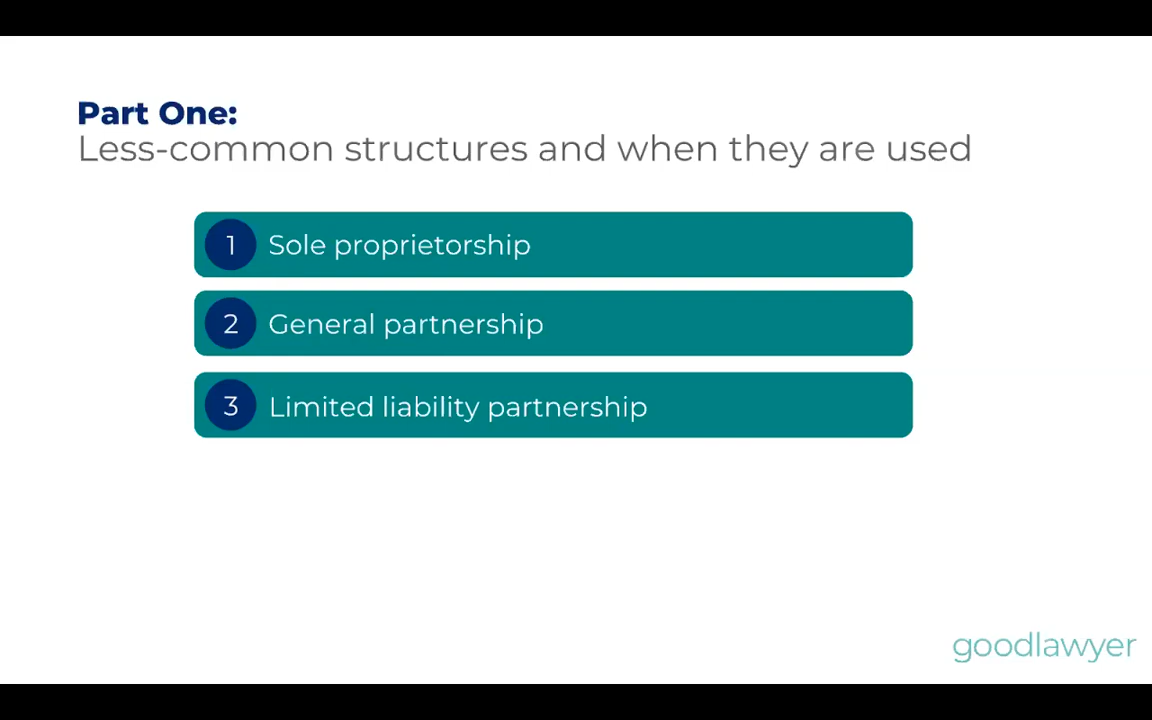 Part One:
Less-common structures and when they are used
1 Sole proprietorship
2 General partnership
3 Limited liability partnership
goodlawyer